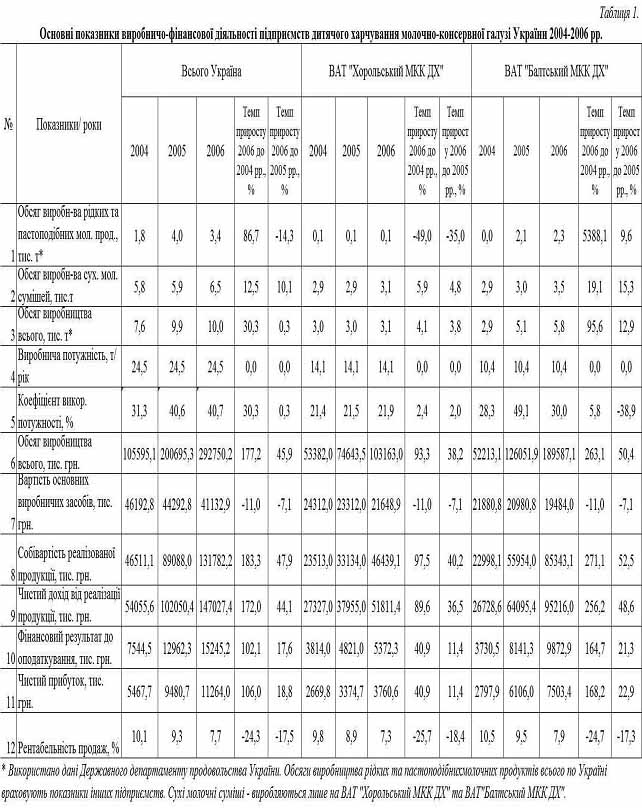 Таблиця 1.
Основні показники виробничо-фінансової діяльності підприємств дитячого харчування молочно-консервної галузі України 2004-2006 рр.
№ Показники/ роки Всього Україна ВАТ "Хорольський МКК ДХ" ВАТ "Балтський МКК ДХ"
2004 2005 2006 Темп приросту 2006 до 2004 рр., % Темп приросту 2006 до 2005 рр., % 2004 2005 2006 Темп приросту 2006 до 2004 рр., % Темп прирост у 2006 до 2005 рр., % 2004 2005 2006 Темп приросту 2006 до 2004 рр., % Темп прирост у 2006 до 2005 рр., %
1 Обсяг виробн-ва рідких та пастоподібних мол. прод., тис. т* 1,8 4,0 3,4 86,7 -14,3 0,1 0,1 0,1 -49,0 -35,0 0,0 2,1 2,3 5388,1 9,6
2 Обсяг виробн-ва сух. мол. сумішей, тис.т 5,8 5,9 6,5 12,5 10,1 2,9 2,9 3,1 5,9 4,8 2,9 3,0 3,5 19,1 15,3
3 Обсяг виробництва всього, тис. т* 7,6 9,9 10,0 30,3 0,3 3,0 3,0 3,1 4,1 3,8 2,9 5,1 5,8 95,6 12,9
4 Виробнича потужність, т/ рік 24,5 24,5 24,5 0,0 0,0 14,1 14,1 14,1 0,0 0,0 10,4 10,4 10,4 0,0 0,0
5 Коефіцієнт викор. потужності, % 31,3 40,6 40,7 30,3 0,3 21,4 21,5 21,9 2,4 2,0 28,3 49,1 30,0 5,8 -38,9
6 Обсяг виробництва всього, тис. грн. 105595,1 200695,3 292750,2 177,2 45,9 53382,0 74643,5 103163,0 93,3 38,2 52213,1 126051,9 189587,1 263,1 50,4
7 Вартість основних виробничих засобів, тис. грн. 46192,8 44292,8 41132,9 -11,0 -7,1 24312,0 23312,0 21648,9 -11,0 -7,1 21880,8 20980,8 19484,0 -11,0 -7,1
8 Собівартість реалізованої продукції, тис. грн. 46511,1 89088,0 131782,2 183,3 47,9 23513,0 33134,0 46439,1 97,5 40,2 22998,1 55954,0 85343,1 271,1 52,5
9 Чистий дохід від реалізації продукції, тис. грн. 54055,6 102050,4 147027,4 172,0 44,1 27327,0 37955,0 51811,4 89,6 36,5 26728,6 64095,4 95216,0 256,2 48,6
10 Фінансовий результат до оподаткування, тис. грн. 7544,5 12962,3 15245,2 102,1 17,6 3814,0 4821,0 5372,3 40,9 11,4 3730,5 8141,3 9872,9 164,7 21,3
11 Чистий прибуток, тис. грн. 5467,7 9480,7 11264,0 106,0 18,8 2669,8 3374,7 3760,6 40,9 11,4 2797,9 6106,0 7503,4 168,2 22,9
12 Рентабельність продаж, % 10,1 9,3 7,7 -24,3 -17,5 9,8 8,9 7,3 -25,7 -18,4 10,5 9,5 7,9 -24,7 -17,3
* Використано дані Державного департаменту продовольства України. Обсяги виробництва рідких та пастоподібнихмолочних продуктів всього по Україні
враховують показники інших підприємств. Сухі молочні суміші - виробляються лише на ВАТ "Хорольський МКК ДХ" та ВАТ"Балтський МКК ДХ".